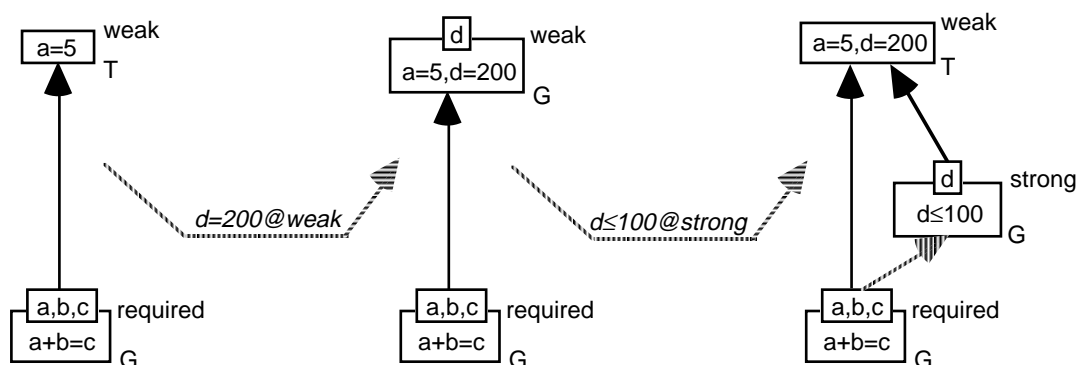 weak
a=5
T
a,b,c
required
a+b=c
G
d=200@weak
d
weak
a=5,d=200
G
a,b,c
required
a+b=c
G
d≤100@strong
weak
a=5,d=200
T
d
strong
d≤100
G
a,b,c
required
a+b=c
G